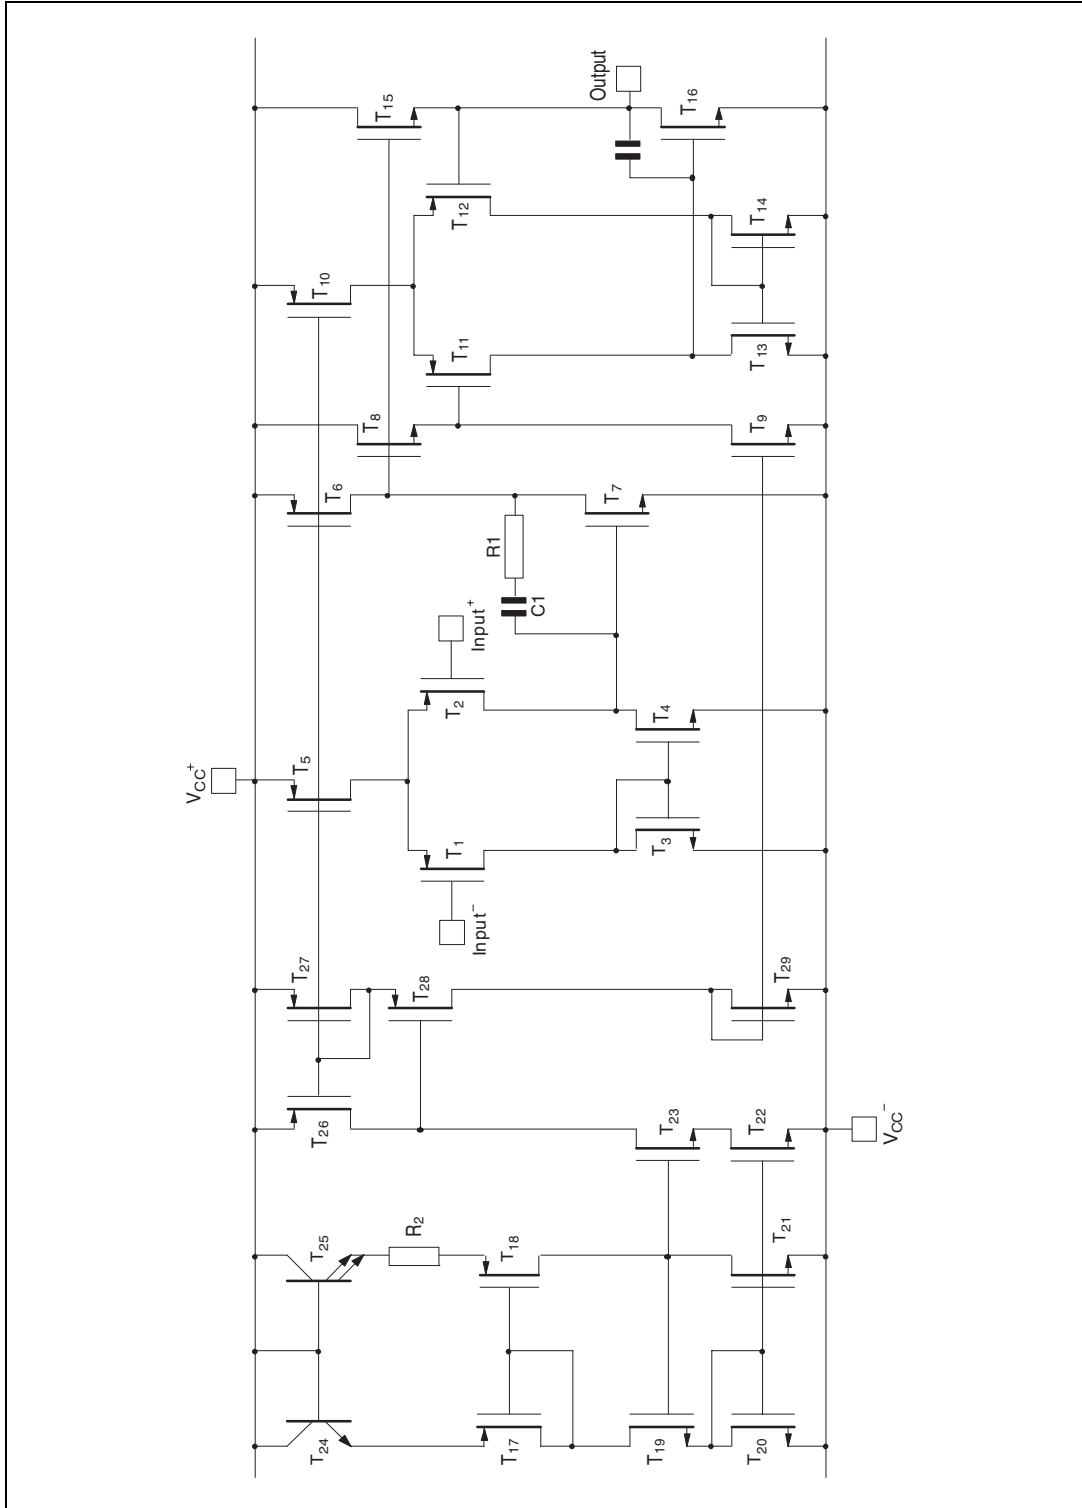 VCC+
T24
T25
R2
T17
T18
T19
T20
T21
T26
T27
T28
T23
T22
T29
VCC-
T5
T1
T2
Input-
Input+
T3
T4
C1
R1
T6
T7
T8
T9
T10
T11
T12
T13
T14
T15
T16
Output